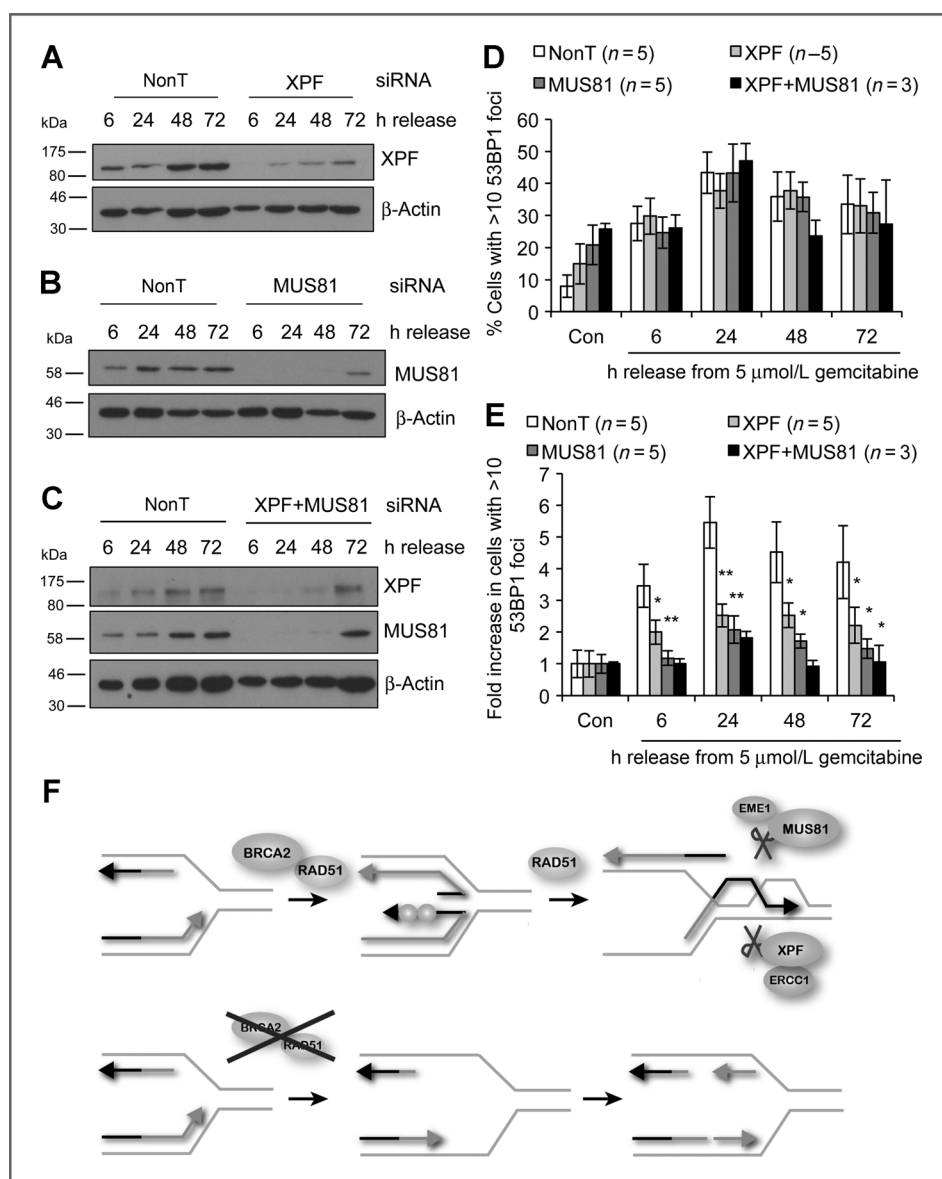 A
NonT XPF siRNA
6 24 48 72 6 24 48 72 h release
kDa
175
80
XPF
46
30
β-Actin
B
NonT MUS81 siRNA
6 24 48 72 6 24 48 72 h release
kDa
58
MUS81
46
30
β-Actin
C
NonT XPF+MUS81 siRNA
6 24 48 72 6 24 48 72 h release
kDa
175
80
XPF
58
MUS81
46
30
β-Actin
D
NonT (n = 5) XPF (n–5)
MUS81 (n = 5) XPF+MUS81 (n = 3)
% Cells with >10 53BP1 foci
60
50
40
30
20
10
0
Con 6 24 48 72
h release from 5 μmol/L gemcitabine
E
NonT (n = 5) XPF (n = 5)
MUS81 (n = 5) XPF+MUS81 (n = 3)
Fold increase in cells with >10
53BP1 foci
7
6
5
4
3
2
1
0
* ** ** ** * * * * *
Con 6 24 48 72
h release from 5 μmol/L gemcitabine
F
BRCA2
RAD51
RAD51
EME1
MUS81
XPF
ERCC1
BRCA2
RAD51